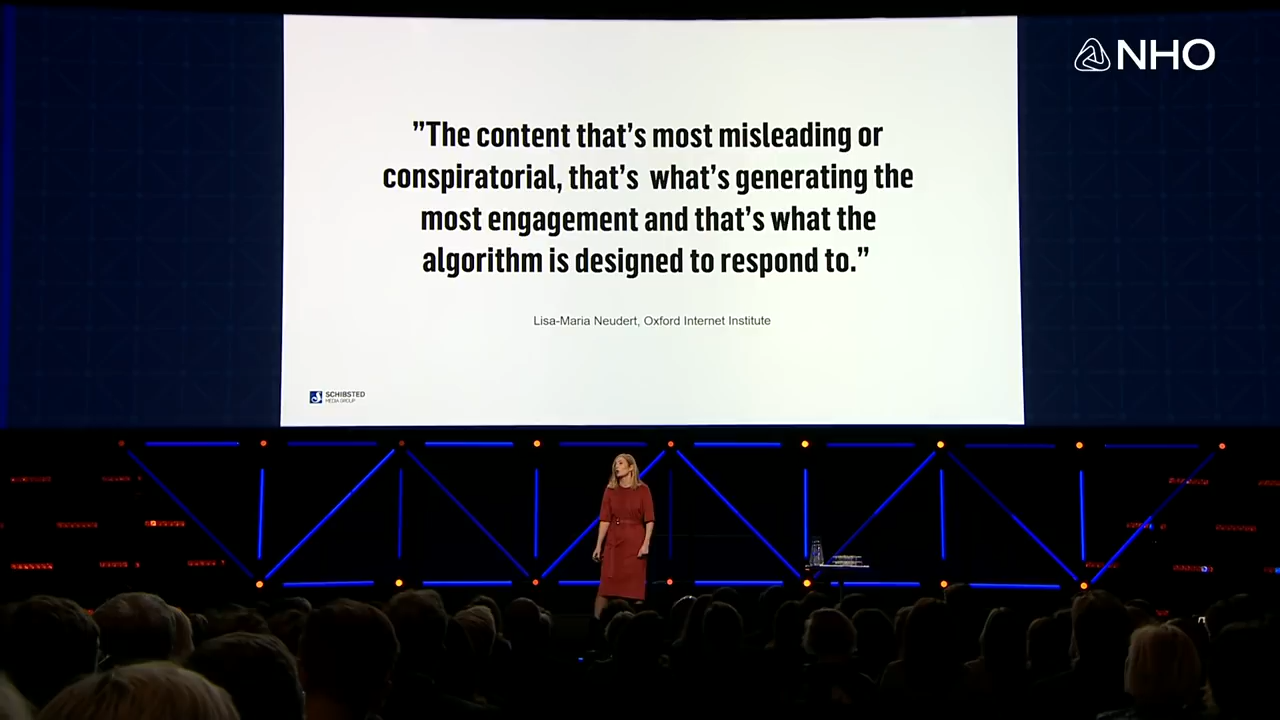 NHO
”The content that’s most misleading or
conspiratorial, that’s what’s generating the
most engagement and that’s what the
algorithm is designed to respond to.”
Lisa-Maria Neudert, Oxford Internet Institute
SCHIBSTED
MEDIA GROUP